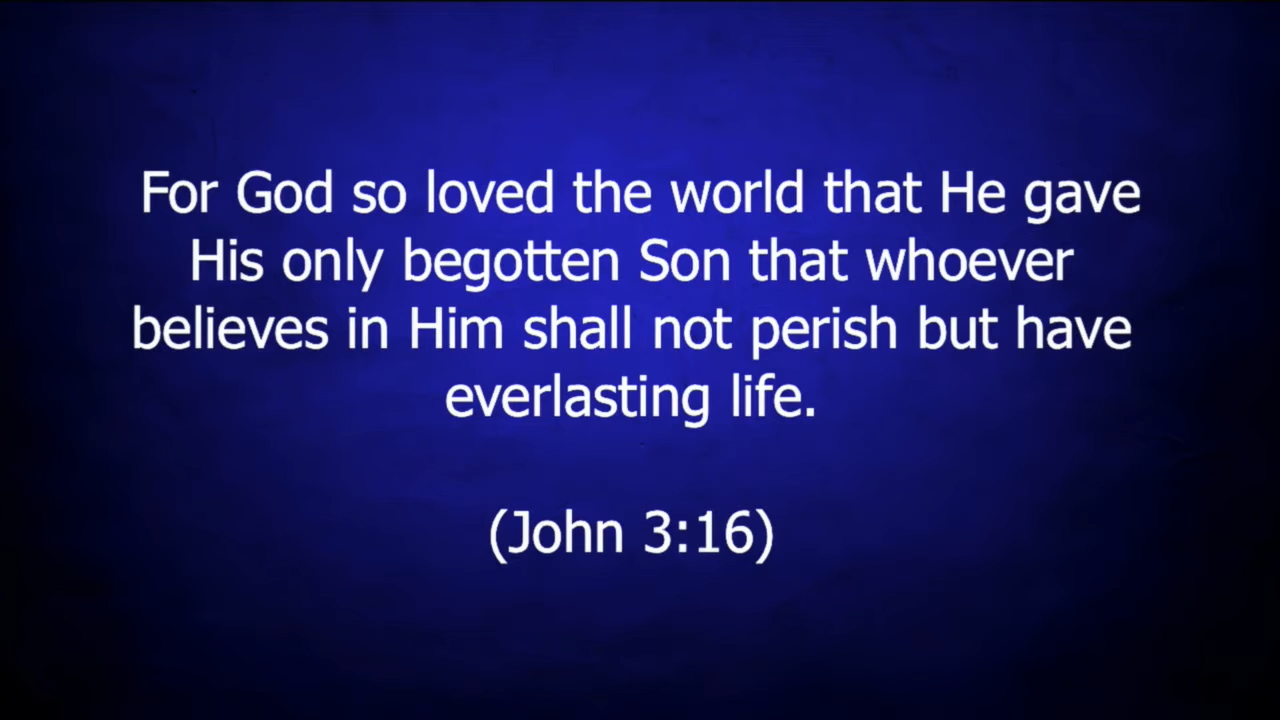 For God so loved the world that He gave
His only begotten Son that whoever
believes in Him shall not perish but have
everlasting life.
(John 3:16)